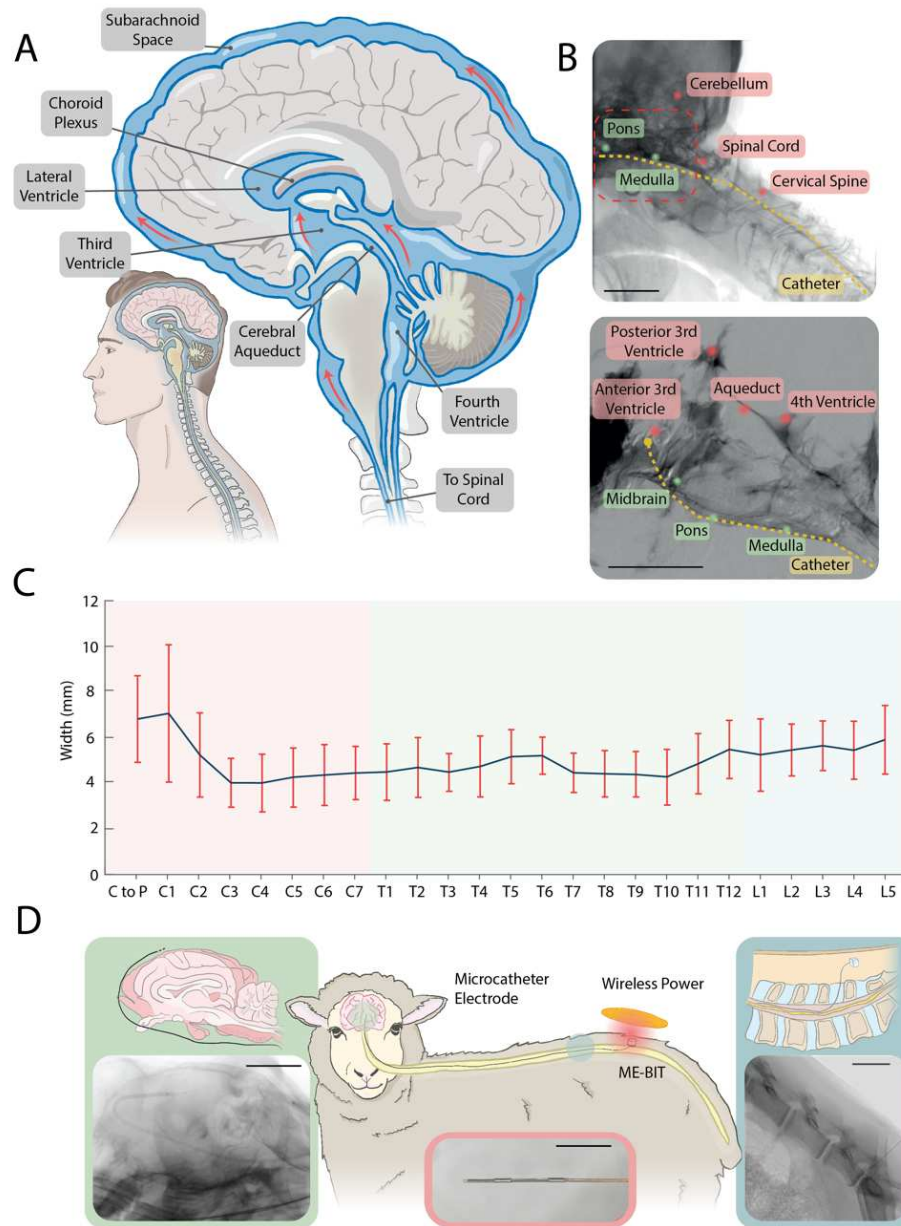 A
Subarachnoid
Space
Choroid
Plexus
Lateral
Ventricle
Third
Ventricle
Cerebral
Aqueduct
Fourth
Ventricle
To Spinal
Cord
B
Cerebellum
Pons
Spinal Cord
Medulla
Cervical Spine
Catheter
Posterior 3rd
Ventricle
Anterior 3rd
Ventricle
Aqueduct
4th Ventricle
Midbrain
Pons
Medulla
Catheter
C
Width (mm)
12
10
8
6
4
2
0
C to P C1 C2 C3 C4 C5 C6 C7 T1 T2 T3 T4 T5 T6 T7 T8 T9 T10 T11 T12 L1 L2 L3 L4 L5
D
Microcatheter
Electrode
Wireless Power
ME-BIT